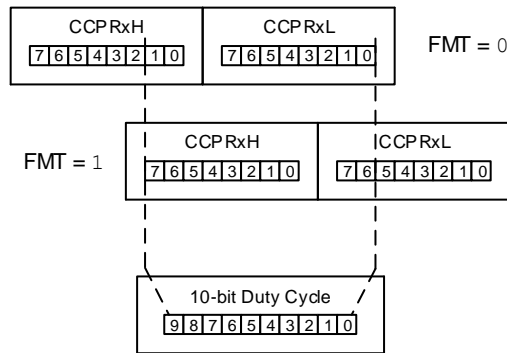 CCPRxH CCPRxL
7 6 5 4 3 2 1 0 7 6 5 4 3 2 1 0 FMT = 0
CCPRxH CCPRxL
FMT = 1 7 6 5 4 3 2 1 0 7 6 5 4 3 2 1 0
10-bit Duty Cycle
9 8 7 6 5 4 3 2 1 0